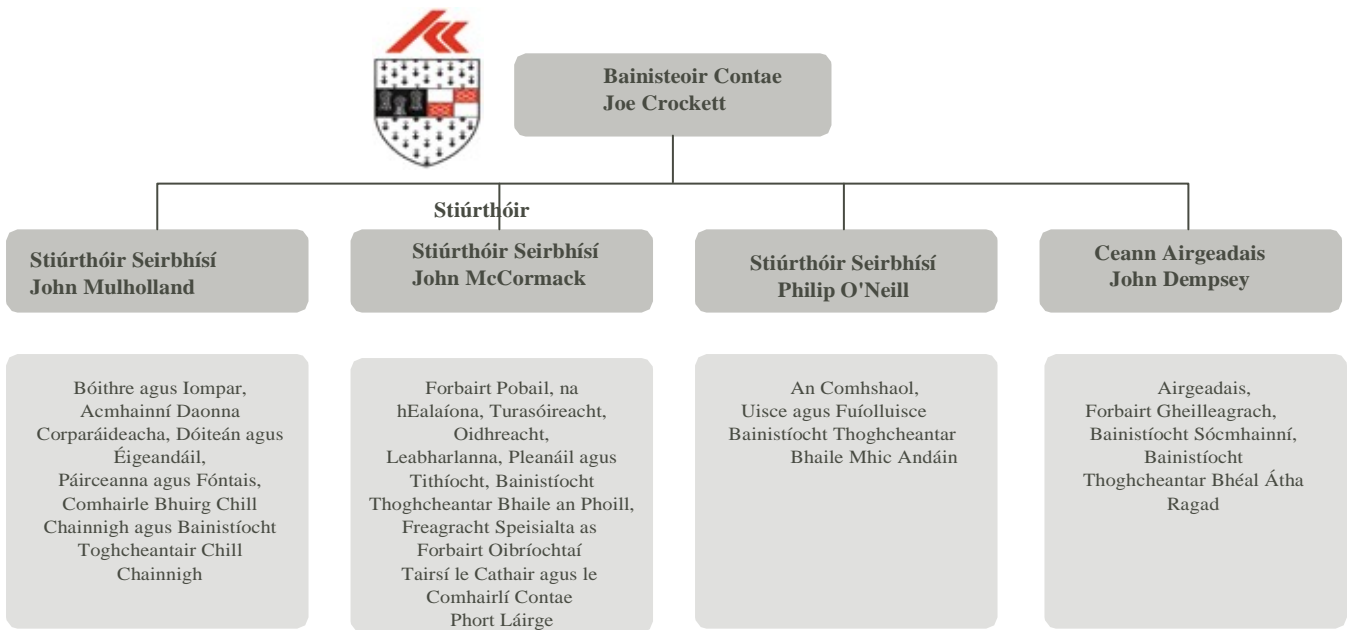 Bainisteoir Contae
Joe Crockett
Stiúrthóir
Stiúrthóir Seirbhísí
John Mulholland
Stiúrthóir Seirbhísí
John McCormack
Stiúrthóir Seirbhísí
Philip O'Neill
Ceann Airgeadais
John Dempsey
Bóithre agus Iompar,
Acmhainní Daonna
Corparáideacha, Dóiteán agus
Éigeandáil,
Páirceanna agus Fóntais,
Comhairle Bhuirg Chill
Chainnigh agus Bainistíocht
Toghcheantair Chill
Chainnigh
Forbairt Pobail, na
hEalaíona, Turasóireacht,
Oidhreacht,
Leabharlanna, Pleanáil agus
Tithíocht, Bainistíocht
Thoghcheantar Bhaile an Phoill,
Freagracht Speisialta as
Forbairt Oibríochtaí
Tairsí le Cathair agus le
Comhairlí Contae
Phort Láirge
An Comhshaol,
Uisce agus Fuíolluisce
Bainistíocht Thoghcheantar
Bhaile Mhic Andáin
Airgeadais,
Forbairt Gheilleagrach,
Bainistíocht Sócmhainní,
Bainistíocht
Thoghcheantar Bhéal Átha
Ragad